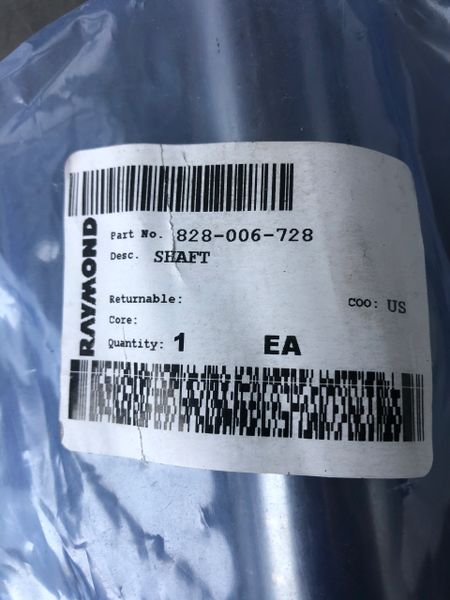 RAYMOND
Part No. 828-006-728
Desc. SHAFT
Returnable: COO: US
Core:
Quantity: 1 EA